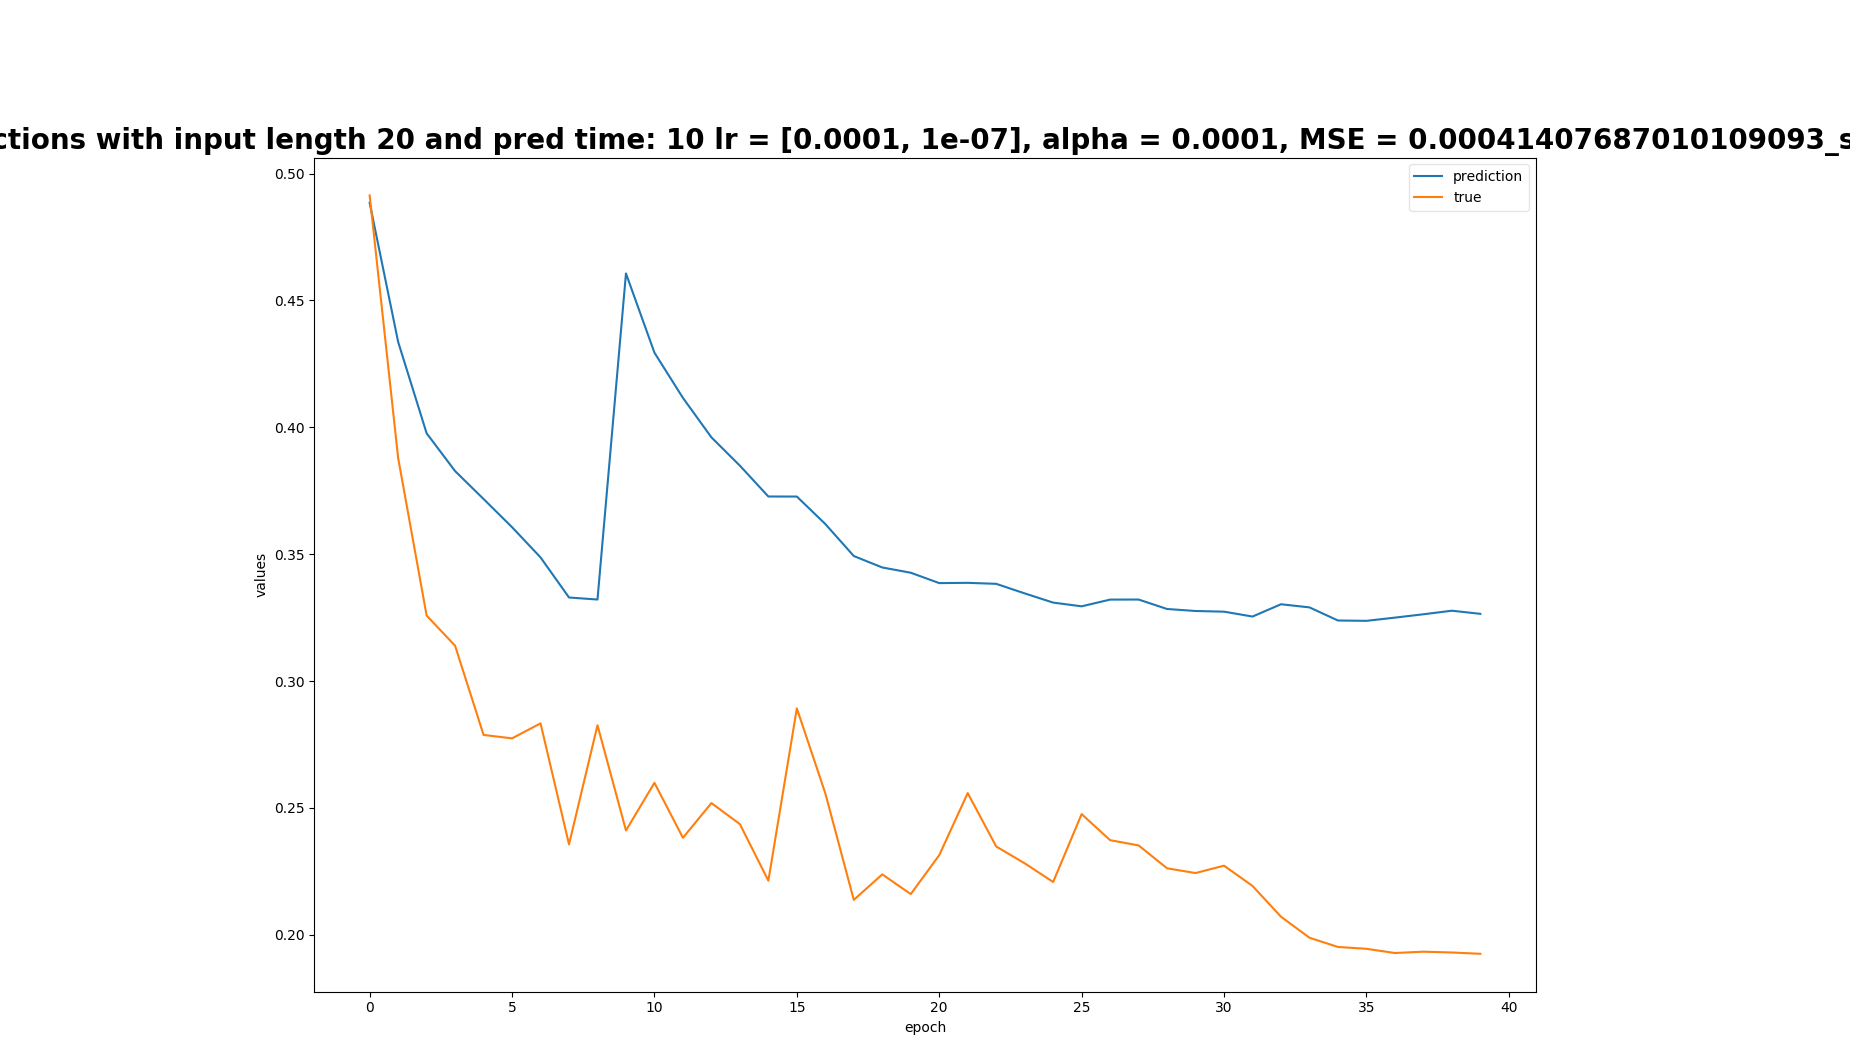 ctions with input length 20 and pred time: 10 lr = [0.0001, 1e-07], alpha = 0.0001, MSE = 0.00041407687010109093_s
prediction
true
0.50
0.45
0.40
0.35
0.30
0.25
0.20
values
0 5 10 15 20 25 30 35 40
epoch